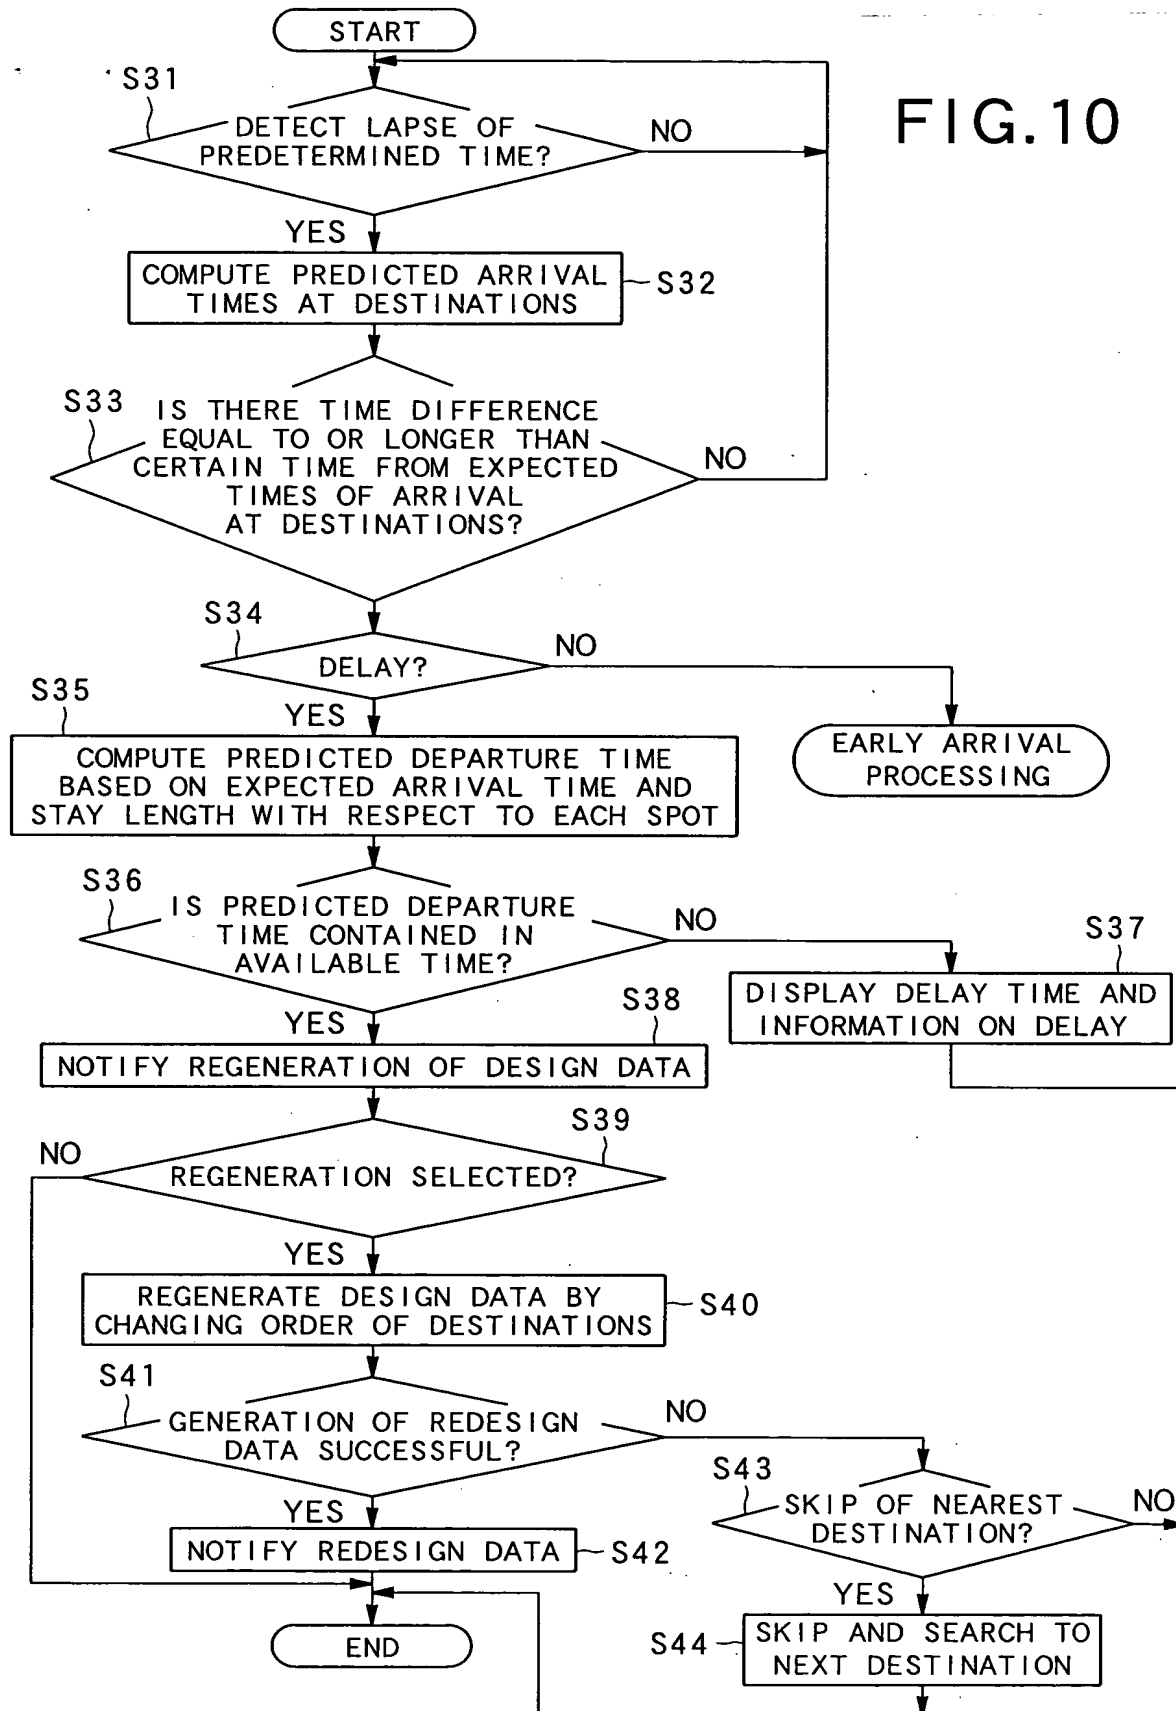 START
FIG.10
S31
DETECT LAPSE OF
PREDETERMINED TIME?
NO
YES
COMPUTE PREDICTED ARRIVAL
TIMES AT DESTINATIONS
S32
S33
IS THERE TIME DIFFERENCE
EQUAL TO OR LONGER THAN
CERTAIN TIME FROM EXPECTED
TIMES OF ARRIVAL
AT DESTINATIONS?
NO
S34
DELAY?
NO
YES
EARLY ARRIVAL
PROCESSING
S35
COMPUTE PREDICTED DEPARTURE TIME
BASED ON EXPECTED ARRIVAL TIME AND
STAY LENGTH WITH RESPECT TO EACH SPOT
S36
IS PREDICTED DEPARTURE
TIME CONTAINED IN
AVAILABLE TIME?
NO
YES
S37
DISPLAY DELAY TIME AND
INFORMATION ON DELAY
S38
NOTIFY REGENERATION OF DESIGN DATA
S39
REGENERATION SELECTED?
NO
YES
REGENERATE DESIGN DATA BY
CHANGING ORDER OF DESTINATIONS
S40
S41
GENERATION OF REDESIGN
DATA SUCCESSFUL?
NO
YES
NOTIFY REDESIGN DATA
S42
END
S43
SKIP OF NEAREST
DESTINATION?
NO
YES
S44
SKIP AND SEARCH TO
NEXT DESTINATION